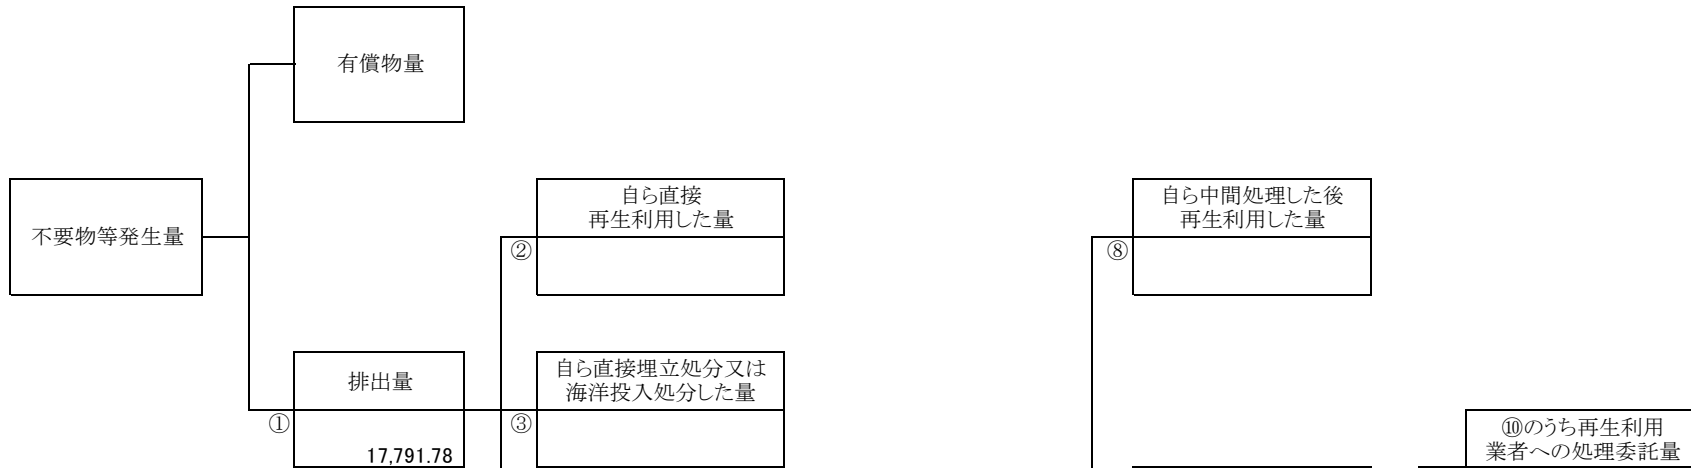 有償物量
不要物等発生量
自ら直接
再生利用した量
②
自ら中間処理した後
再生利用した量
⑧
排出量
①
17,791.78
自ら直接埋立処分又は
海洋投入処分した量
③
⑩のうち再生利用
業者への処理委託量